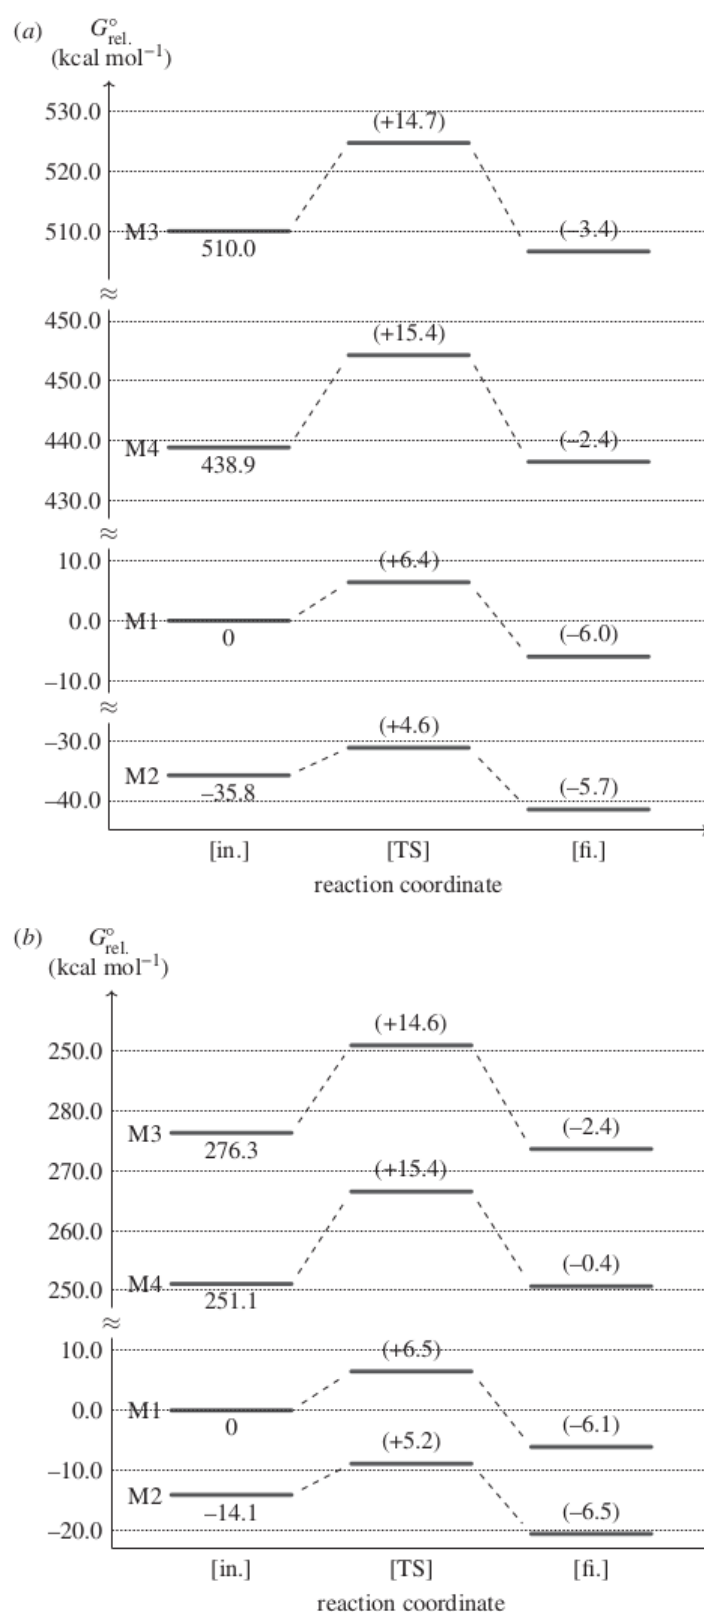 (a) G°rel.
(kcal mol−1)
530.0
(+14.7)
520.0
510.0 M3 (–3.4)
510.0
≈
450.0
(+15.4)
450.0
440.0 (–2.4)
M4
438.9
430.0
≈
10.0 (+6.4)
0.0 M1
0 (–6.0)
–10.0
≈
–30.0 (+4.6)
M2
–35.8 (–5.7)
–40.0
[in.] [TS] [fi.]
reaction coordinate
(b) G°rel.
(kcal mol−1)
(+14.6)
250.0
280.0
M3 (–2.4)
276.3
270.0 (+15.4)
260.0
(–0.4)
250.0 M4
251.1
≈
10.0 (+6.5)
0.0 M1
0 (–6.1)
(+5.2)
–10.0
M2
–14.1 (–6.5)
–20.0
[in.] [TS] [fi.]
reaction coordinate